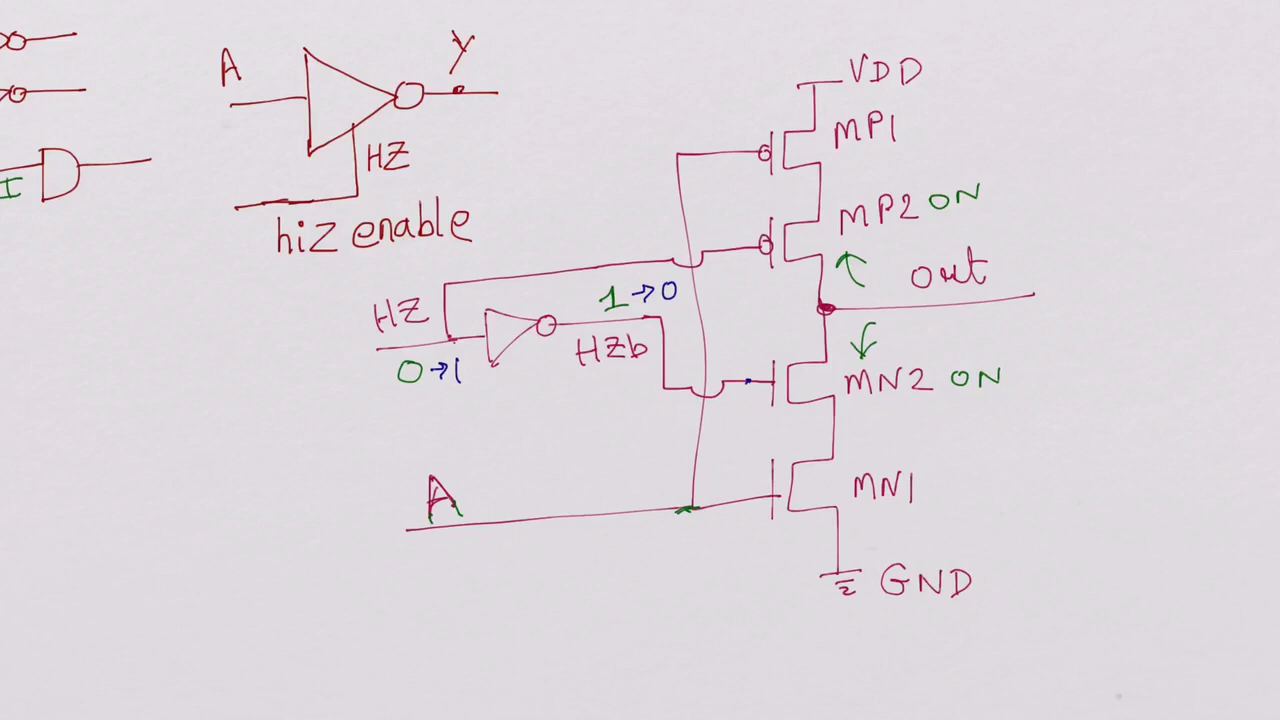 A
Y
HZ
hiZ enable
I
VDD
MP1
MP2 ON
out
HZ
0→1
1→0
HZb
MN2 ON
A
MN1
GND